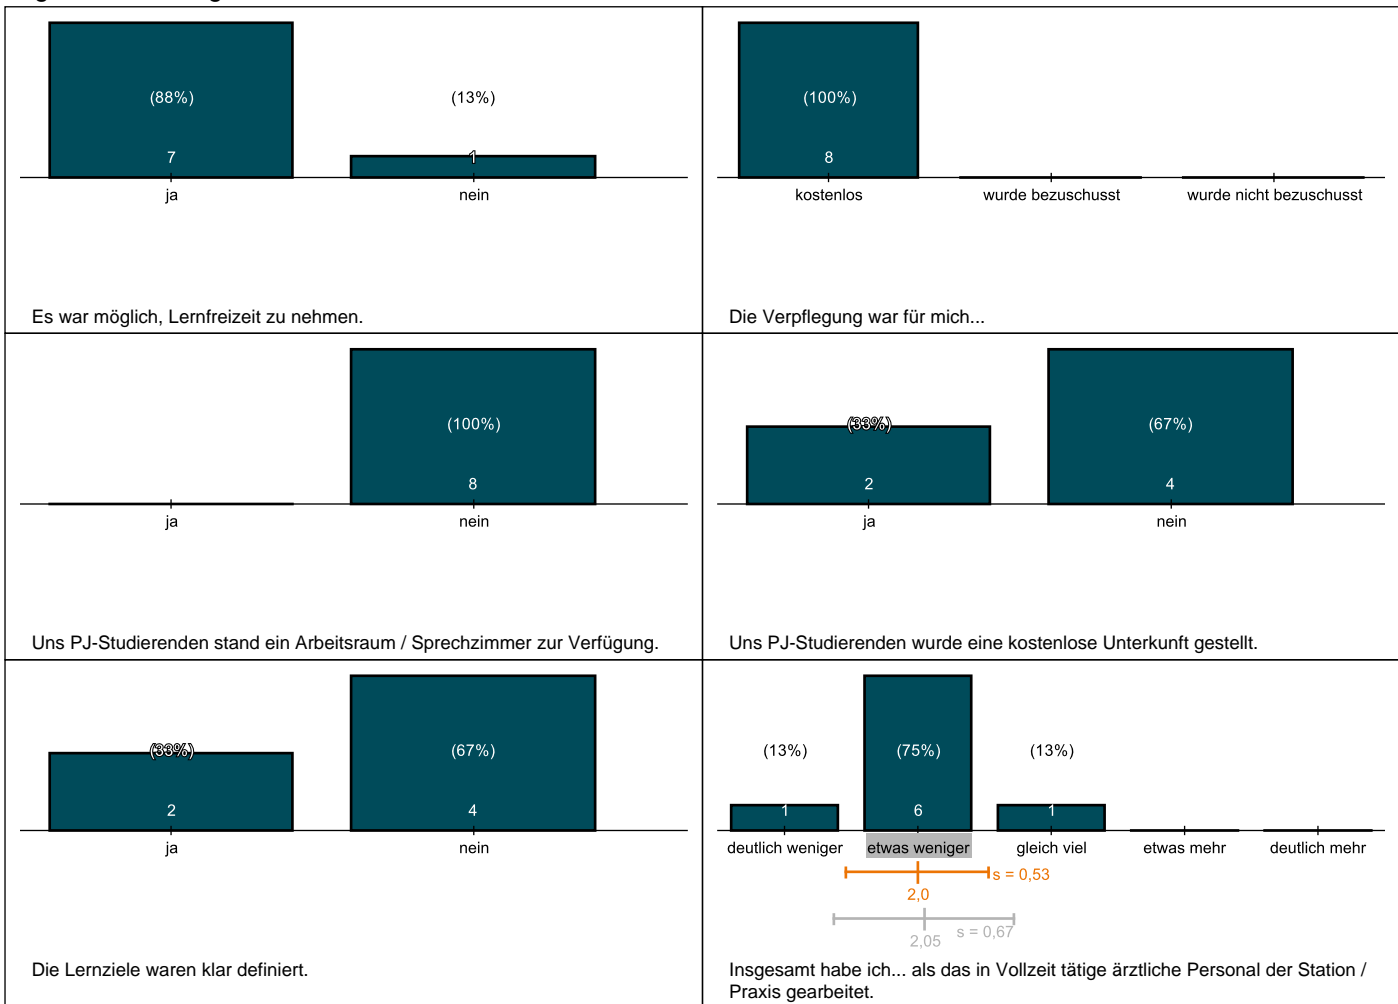 (88%)
(13%)
7
1
ja
nein
Es war möglich, Lernfreizeit zu nehmen.
(100%)
8
kostenlos
wurde bezuschusst
wurde nicht bezuschusst
Die Verpflegung war für mich...
(100%)
8
ja
nein
Uns PJ-Studierenden stand ein Arbeitsraum / Sprechzimmer zur Verfügung.
(33%)
(67%)
2
4
ja
nein
Uns PJ-Studierenden wurde eine kostenlose Unterkunft gestellt.
(33%)
(67%)
2
4
ja
nein
Die Lernziele waren klar definiert.
(13%)
(75%)
(13%)
1
6
1
deutlich weniger
etwas weniger
gleich viel
etwas mehr
deutlich mehr
s = 0,53
2,0
s = 0,67
2,05
Insgesamt habe ich... als das in Vollzeit tätige ärztliche Personal der Station /
Praxis gearbeitet.